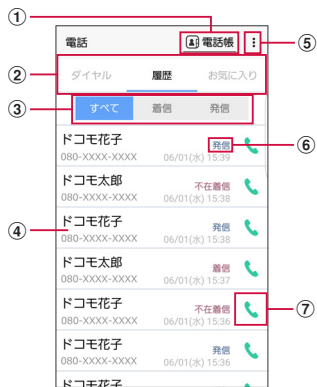 ①
電話 電話帳 ⑤
② ダイヤル 履歴 お気に入り
③ すべて 着信 発信
ドコモ花子 発信 ⑥
080-XXXX-XXXX 06/01(水) 15:39
ドコモ太郎 不在着信
080-XXXX-XXXX 06/01(水) 15:38
④ ドコモ花子 発信
080-XXXX-XXXX 06/01(水) 15:38
ドコモ太郎 着信
080-XXXX-XXXX 06/01(水) 15:37
ドコモ花子 不在着信 ⑦
080-XXXX-XXXX 06/01(水) 15:36
ドコモ花子 発信
080-XXXX-XXXX 06/01(水) 15:36
ドコモ花子